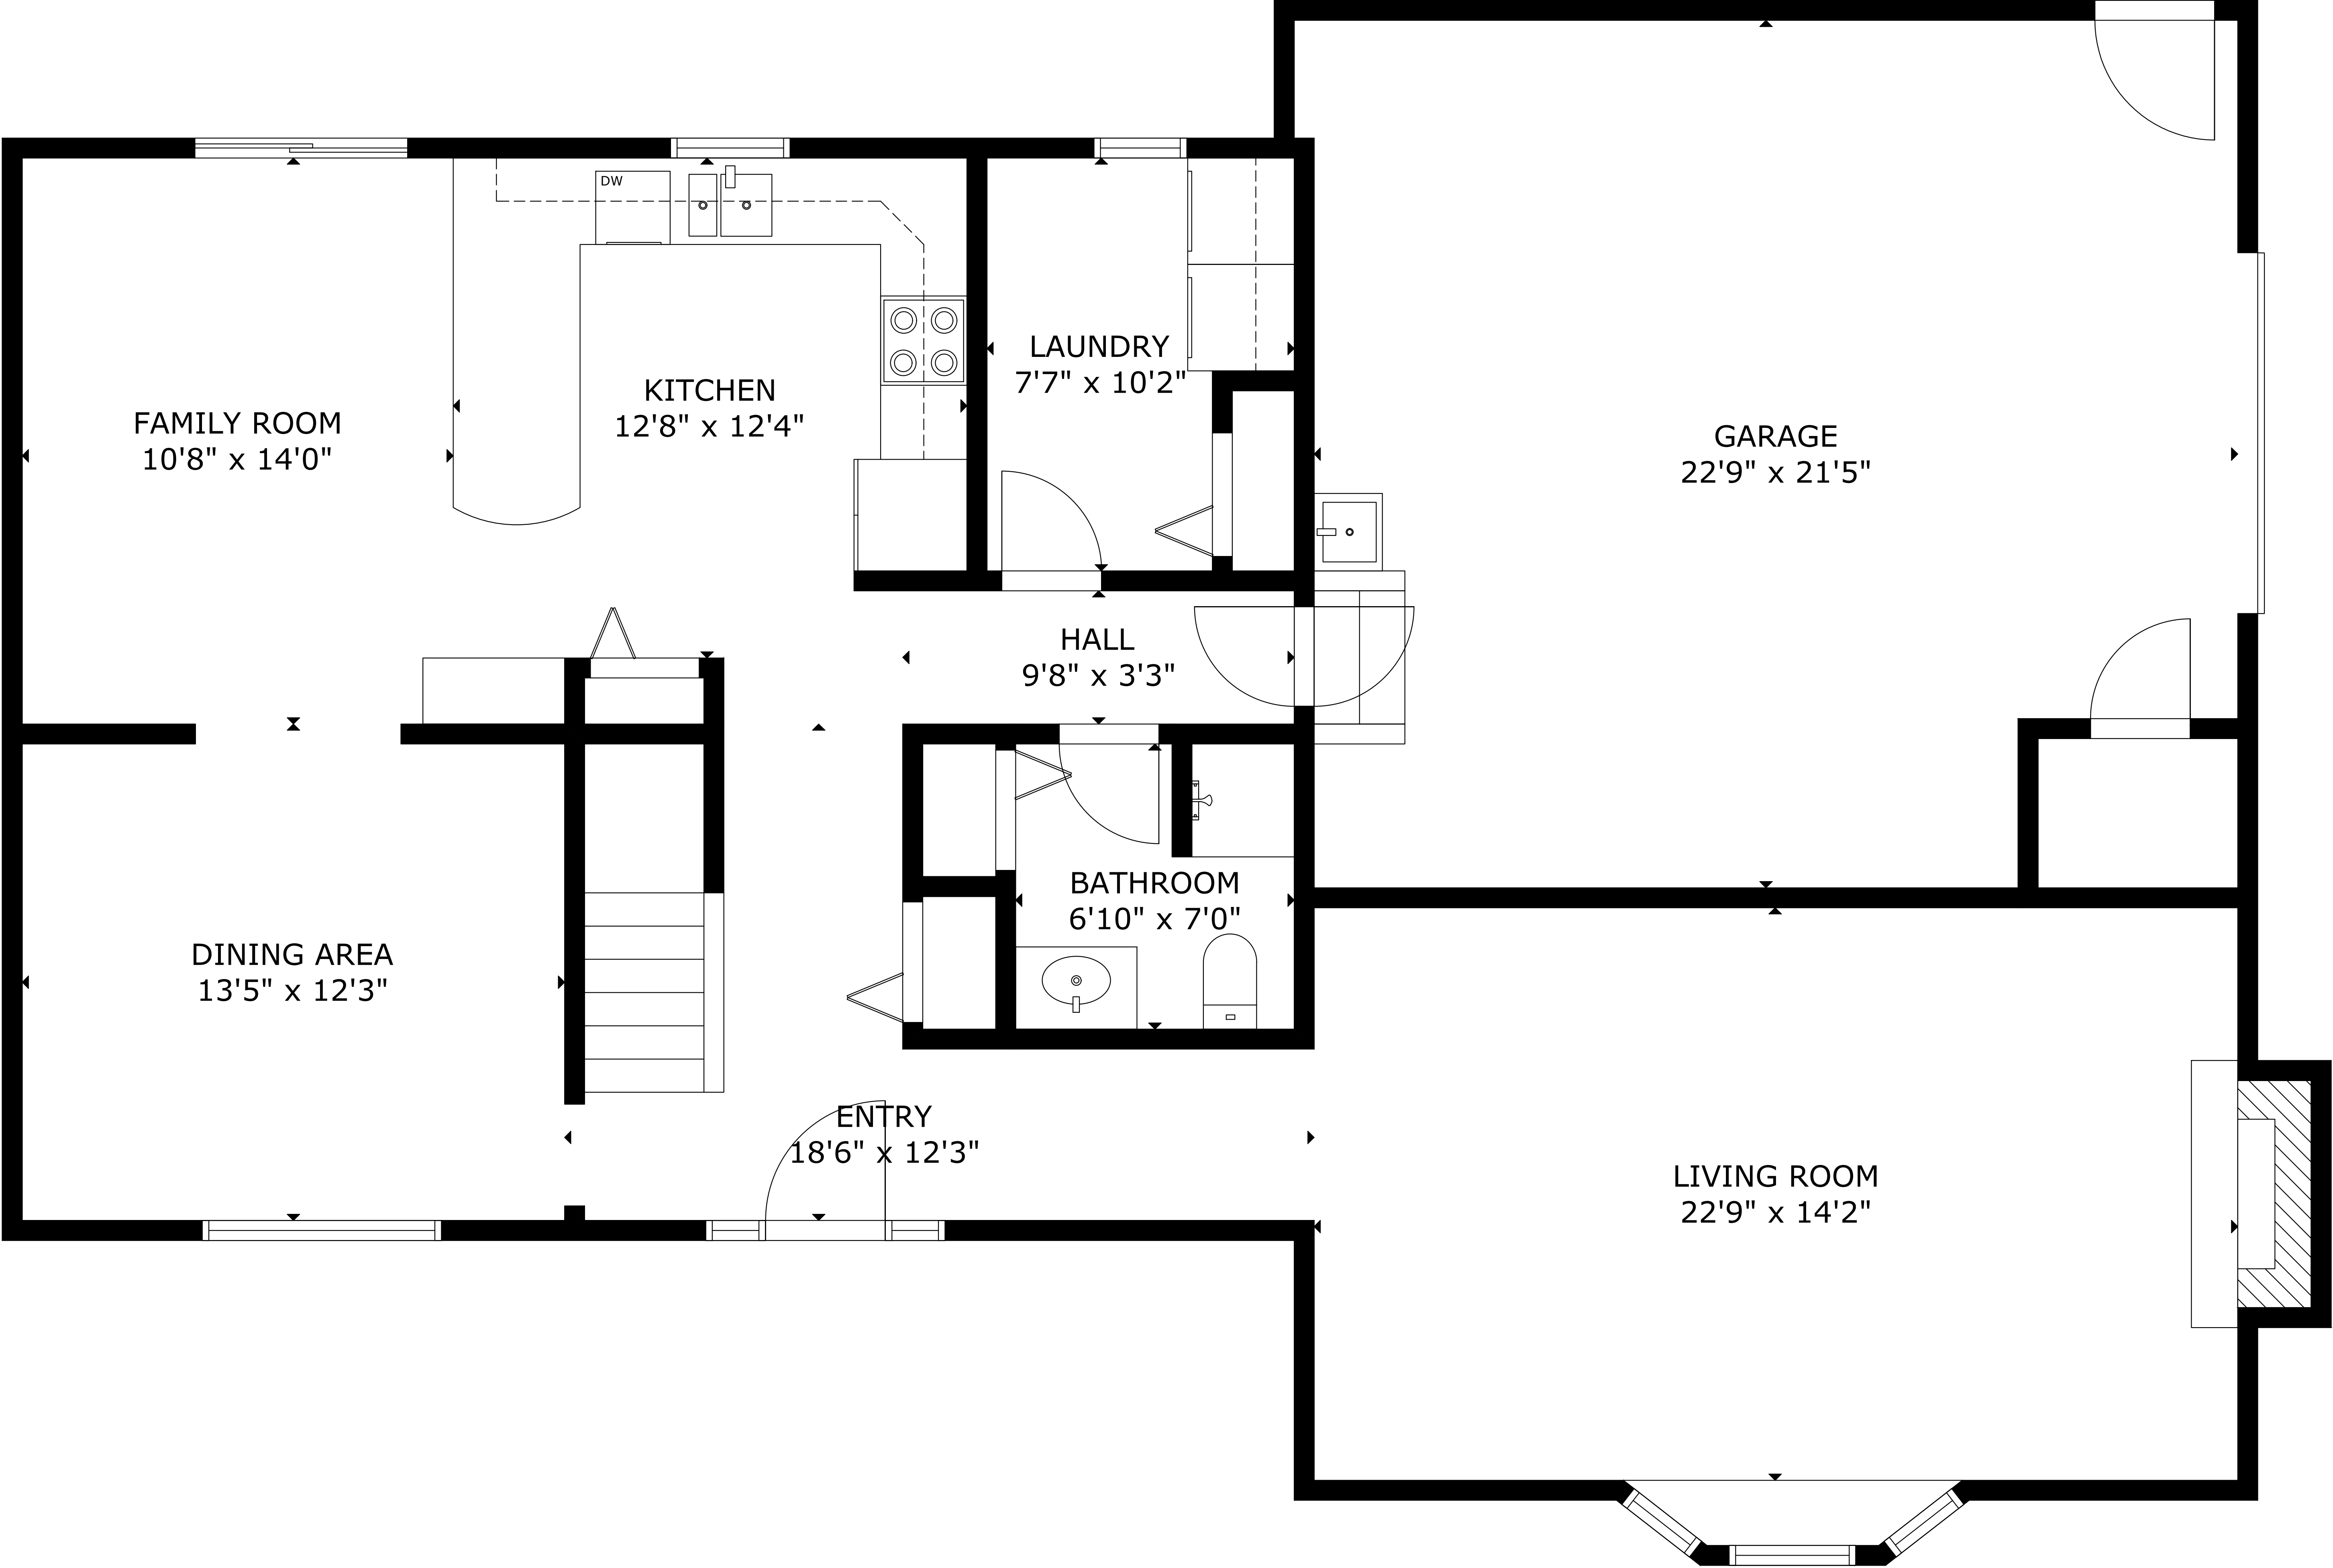 DW
LAUNDRY
7'7" x 10'2"
KITCHEN
12'8" x 12'4"
FAMILY ROOM
10'8" x 14'0"
GARAGE
22'9" x 21'5"
HALL
9'8" x 3'3"
BATHROOM
6'10" x 7'0"
DINING AREA
13'5" x 12'3"
ENTRY
18'6" x 12'3"
LIVING ROOM
22'9" x 14'2"